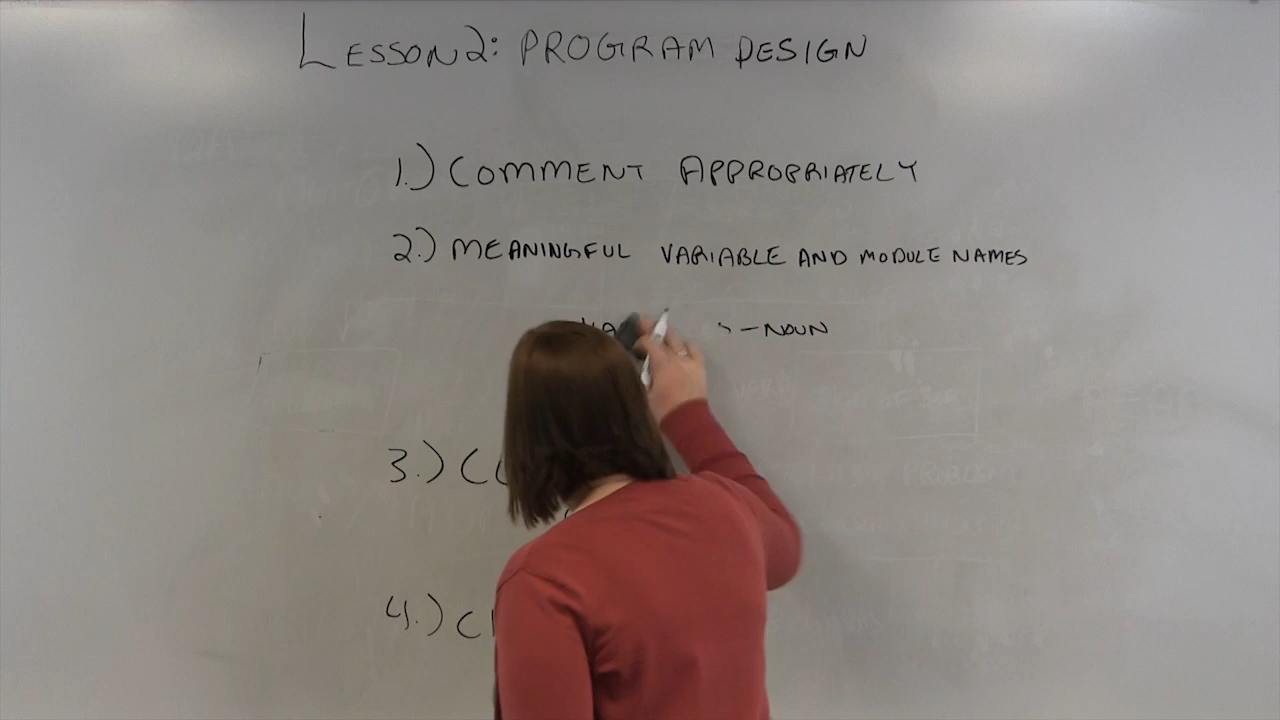 LESSON 2: PROGRAM DESIGN
1.) COMMENT APPROPRIATELY
2.) MEANINGFUL VARIABLE AND MODULE NAMES
– NOUN
3.)
4.)